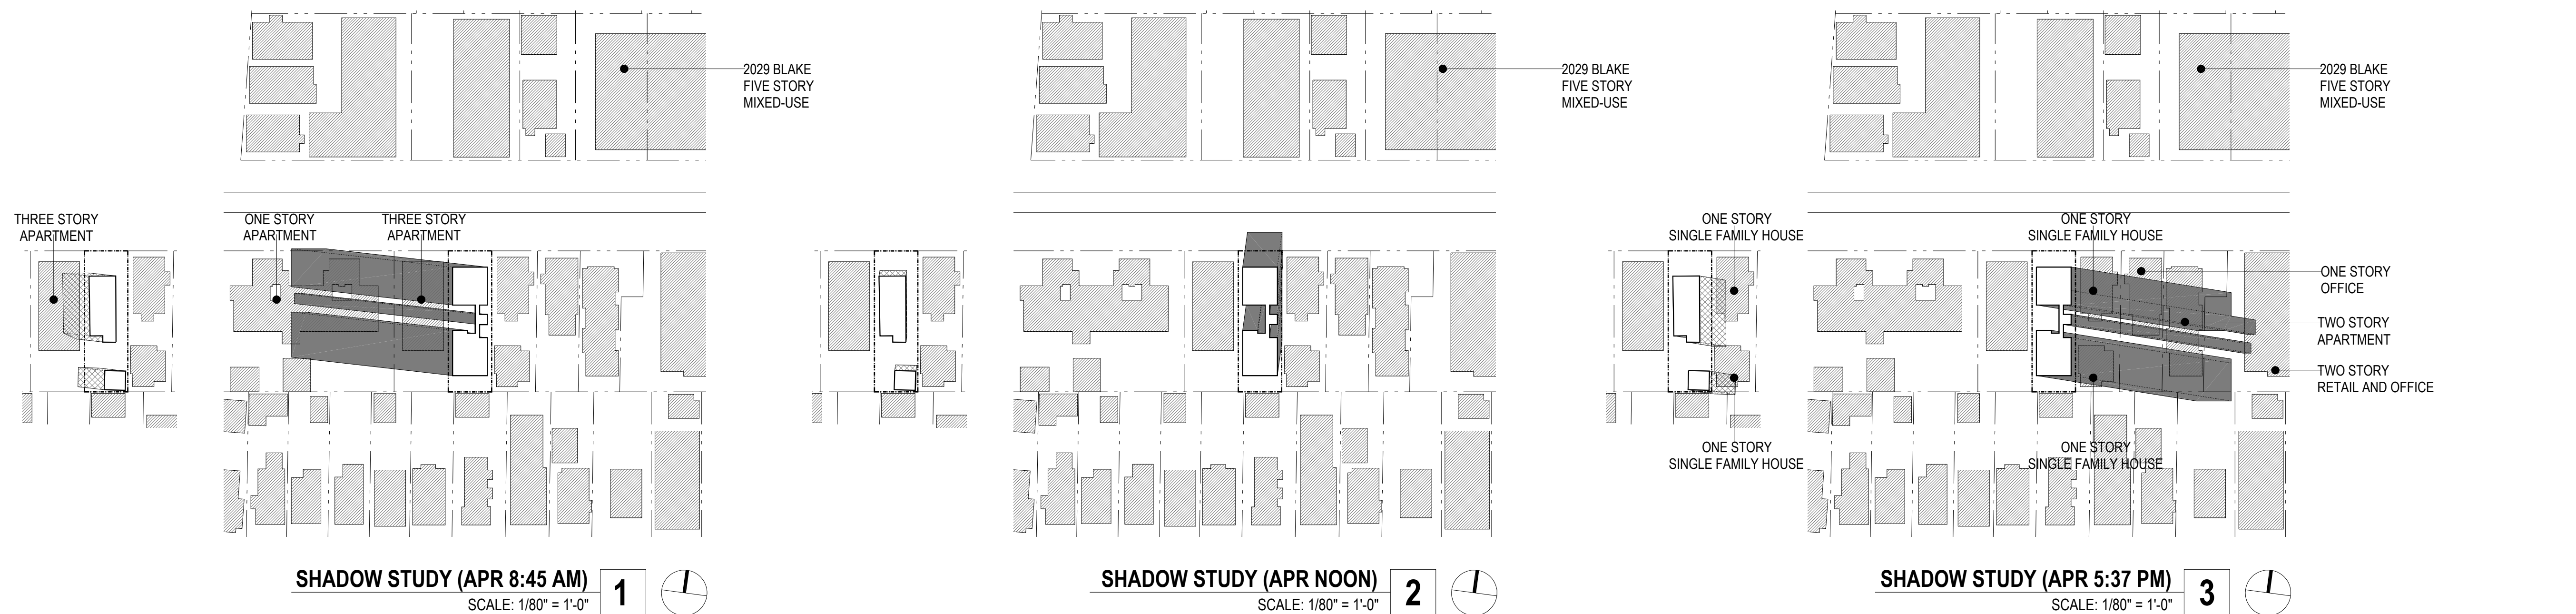 2029 BLAKE
FIVE STORY
MIXED-USE
THREE STORY
APARTMENT
ONE STORY
APARTMENT
THREE STORY
APARTMENT
SHADOW STUDY (APR 8:45 AM)
SCALE: 1/80" = 1'-0"
1
2029 BLAKE
FIVE STORY
MIXED-USE
SHADOW STUDY (APR NOON)
SCALE: 1/80" = 1'-0"
2
2029 BLAKE
FIVE STORY
MIXED-USE
ONE STORY
SINGLE FAMILY HOUSE
ONE STORY
SINGLE FAMILY HOUSE
ONE STORY
OFFICE
TWO STORY
APARTMENT
TWO STORY
RETAIL AND OFFICE
ONE STORY
SINGLE FAMILY HOUSE
ONE STORY
SINGLE FAMILY HOUSE
SHADOW STUDY (APR 5:37 PM)
SCALE: 1/80" = 1'-0"
3